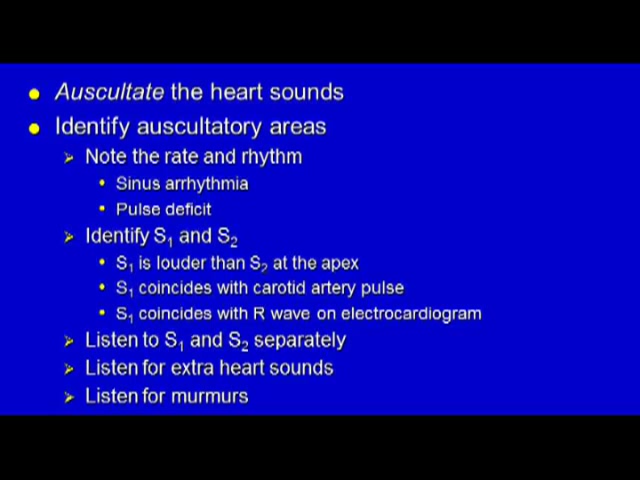 Auscultate the heart sounds
Identify auscultatory areas
Note the rate and rhythm
Sinus arrhythmia
Pulse deficit
Identify S1 and S2
S1 is louder than S2 at the apex
S1 coincides with carotid artery pulse
S1 coincides with R wave on electrocardiogram
Listen to S1 and S2 separately
Listen for extra heart sounds
Listen for murmurs